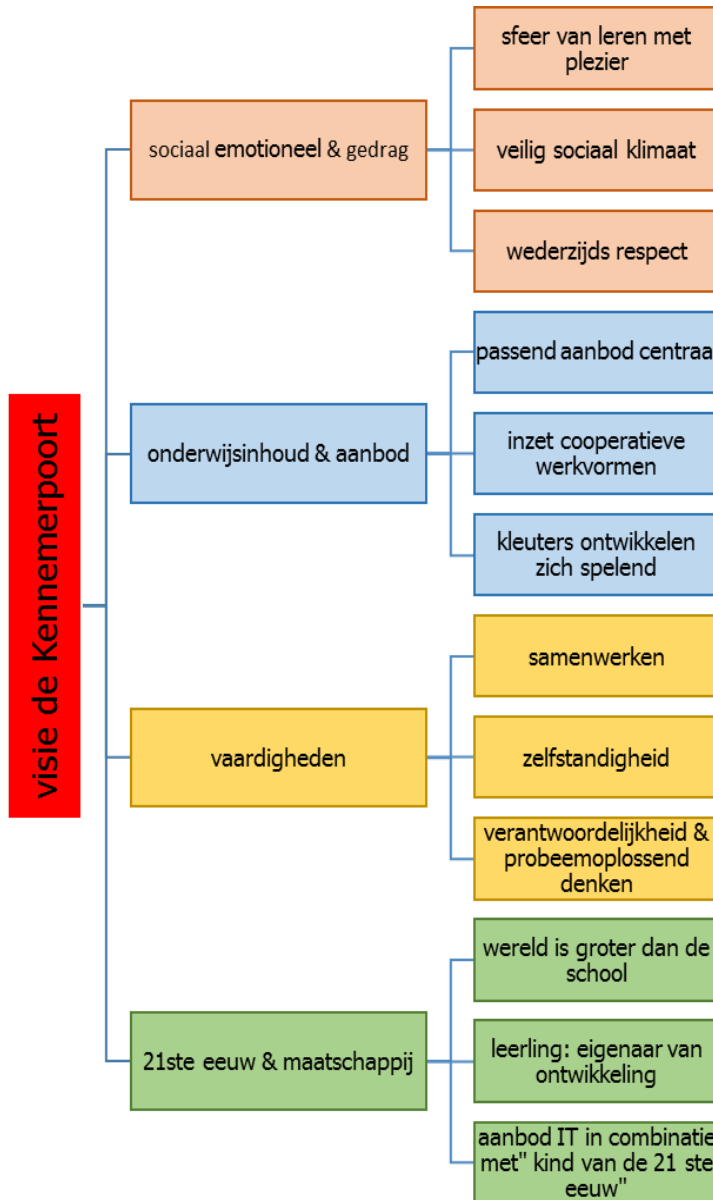 visie de Kennemerpoort
sociaal emotioneel & gedrag
sfeer van leren met
plezier
veilig sociaal klimaat
wederzijds respect
onderwijsinhoud & aanbod
passend aanbod centraa
inzet cooperatieve
werkvormen
kleuters ontwikkelen
zich spelend
vaardigheden
samenwerken
zelfstandigheid
verantwoordelijkheid &
probeemoplossend
denken
21ste eeuw & maatschappij
wereld is groter dan de
school
leerling: eigenaar van
ontwikkeling
aanbod IT in combinatie
met" kind van de 21 ste
eeuw"